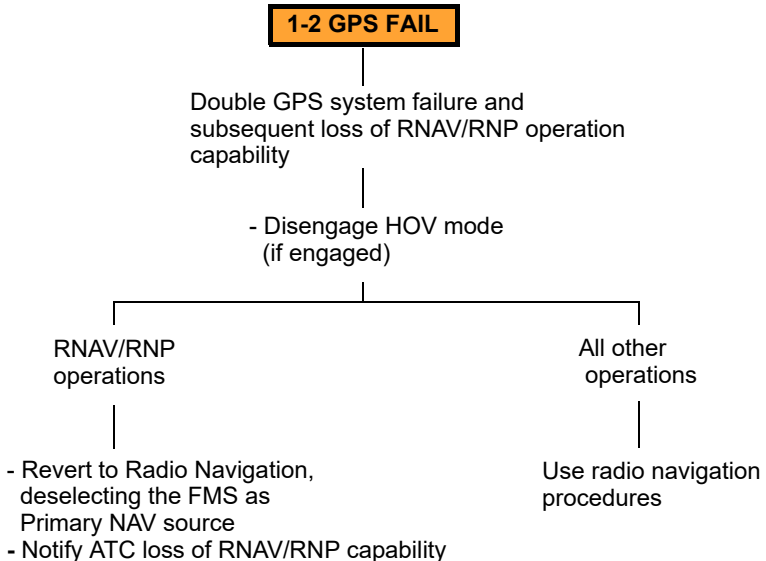 1-2 GPS FAIL
Double GPS system failure and
subsequent loss of RNAV/RNP operation
capability
- Disengage HOV mode
(if engaged)
RNAV/RNP
operations
- Revert to Radio Navigation,
deselecting the FMS as
Primary NAV source
- Notify ATC loss of RNAV/RNP capability
All other
operations
Use radio navigation
procedures